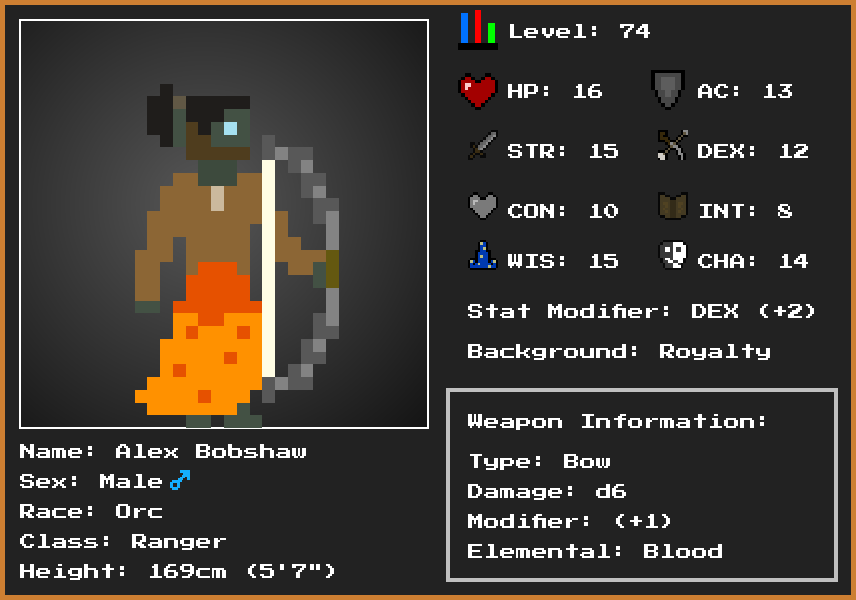 Level: 74
HP: 16 AC: 13
STR: 15 DEX: 12
CON: 10 INT: 8
WIS: 15 CHA: 14
Stat Modifier: DEX (+2)
Background: Royalty
Weapon Information:
Type: Bow
Damage: d6
Modifier: (+1)
Elemental: Blood
Name: Alex Bobshaw
Sex: Male ♂
Race: Orc
Class: Ranger
Height: 169cm (5'7")